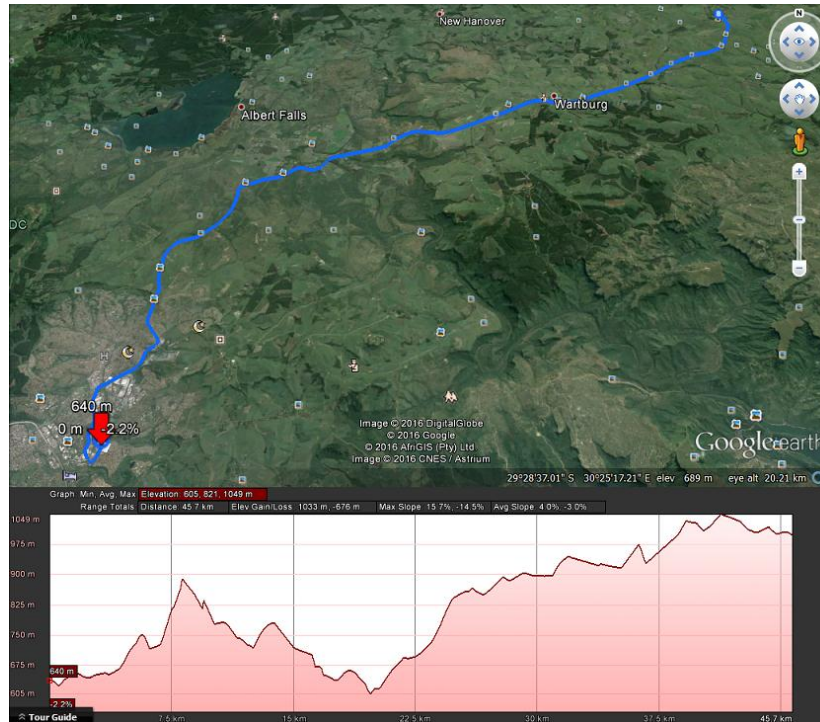 New Hanover
N
Albert Falls
Wartburg
DC
H
640 m
0 m -2.2%
Image © 2016 DigitalGlobe
© 2016 Google
© 2016 AfriGIS (Pty) Ltd
Image © 2016 CNES / Astrium
Google earth
29°28'37.01" S 30°25'17.21" E elev 689 m eye alt 20.21 km
Graph Min, Avg, Max Elevation: 605, 821, 1049 m
Range Totals Distance: 45.7 km Elev Gain/Loss: 1033 m, -676 m Max Slope: 15.7%, -14.5% Avg Slope: 4.0%, -3.0%
1049 m
975 m
900 m
825 m
750 m
675 m
640 m
605 m
-2.2%
Tour Guide
7.5 km 15 km 22.5 km 30 km 37.5 km 45.7 km